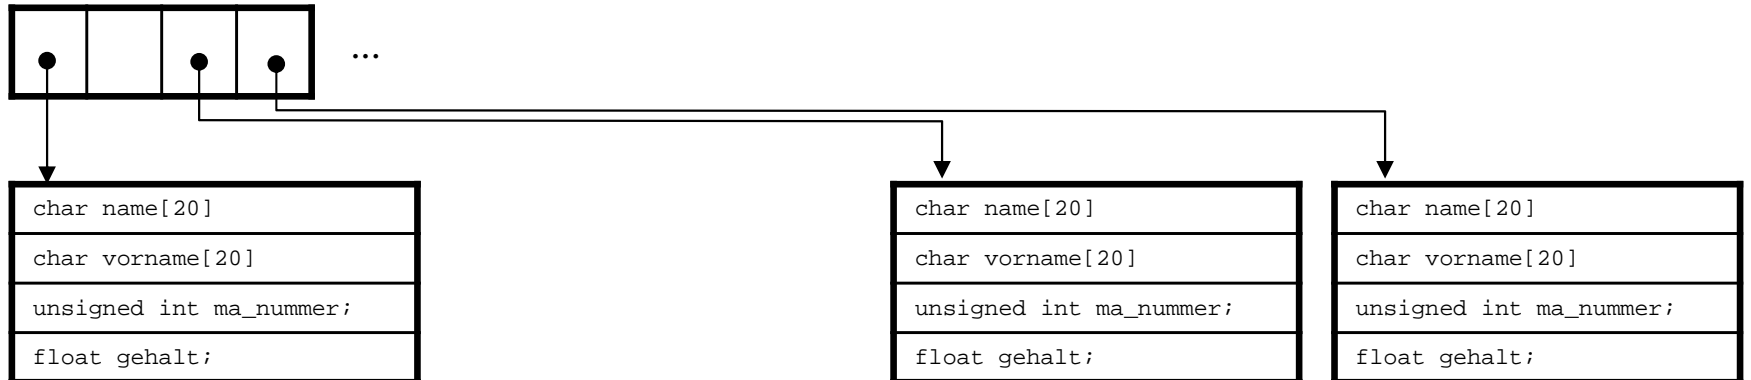 ...
char name[20]
char vorname[20]
unsigned int ma_nummer;
float gehalt;
char name[20]
char vorname[20]
unsigned int ma_nummer;
float gehalt;
char name[20]
char vorname[20]
unsigned int ma_nummer;
float gehalt;